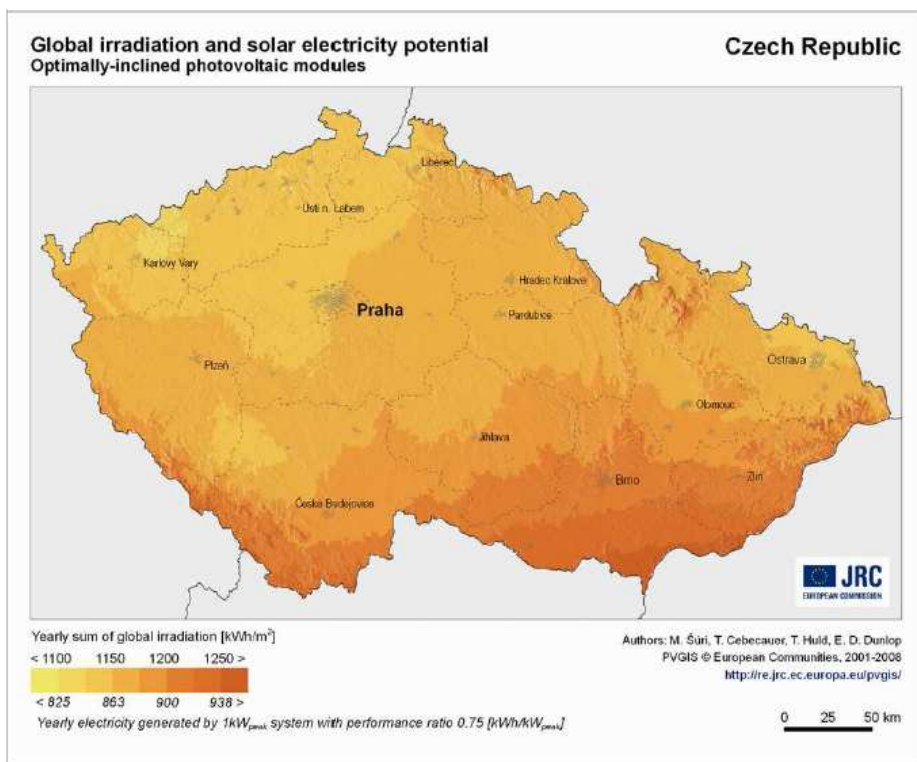 Global irradiation and solar electricity potential
Optimally-inclined photovoltaic modules
Czech Republic
Liberec
Ústí n. Labem
Karlovy Vary
Hradec Králové
Praha
Pardubice
Plzeň
Ostrava
Olomouc
Jihlava
Brno
Zlín
České Budejovice
JRC
EUROPEAN COMMISSION
Yearly sum of global irradiation [kWh/m²]
< 1100 1150 1200 1250 >
< 825 863 900 938 >
Yearly electricity generated by 1kWpeak system with performance ratio 0.75 [kWh/kWpeak]
Authors: M. Šúri, T. Cebecauer, T. Huld, E. D. Dunlop
PVGIS © European Communities, 2001-2008
http://re.jrc.ec.europa.eu/pvgis/
0 25 50 km